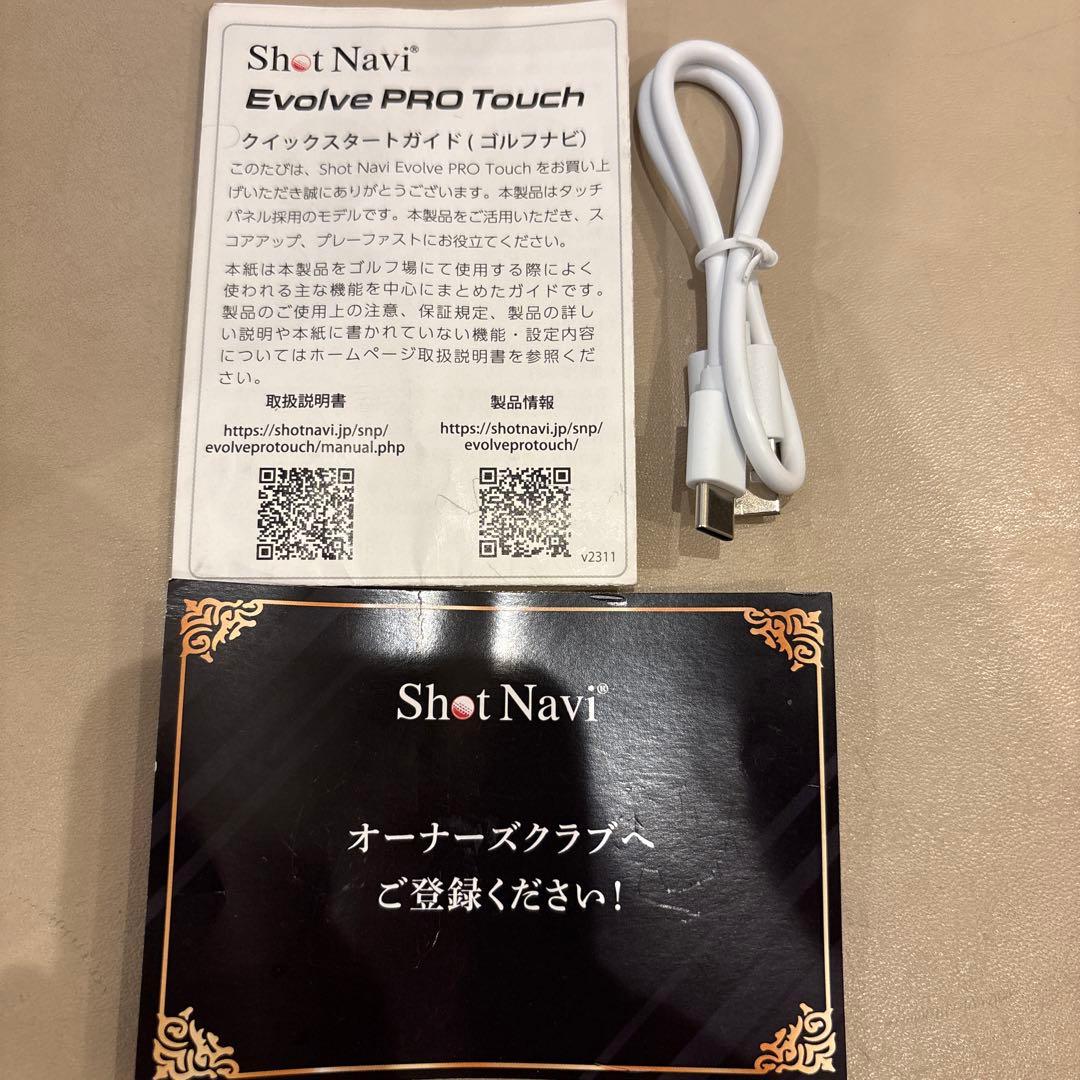 Shot Navi®
Evolve PRO Touch
クイックスタートガイド(ゴルフナビ)
このたびは、Shot Navi Evolve PRO Touch をお買い上
げいただき誠にありがとうございます。本製品はタッチ
パネル採用のモデルです。本製品をご活用いただき、ス
コアアップ、プレーファストにお役立てください。
本紙は本製品をゴルフ場にて使用する際によく
使われる主な機能を中心にまとめたガイドです。
製品のご使用上の注意、保証規定、製品の詳し
い説明や本紙に書かれていない機能・設定内容
についてはホームページ取扱説明書を参照くだ
さい。
取扱説明書
https://shotnavi.jp/snp/
evolveprotouch/manual.php
製品情報
https://shotnavi.jp/snp/
evolveprotouch/
v2311
Shot Navi®
オーナーズクラブへ
ご登録ください!